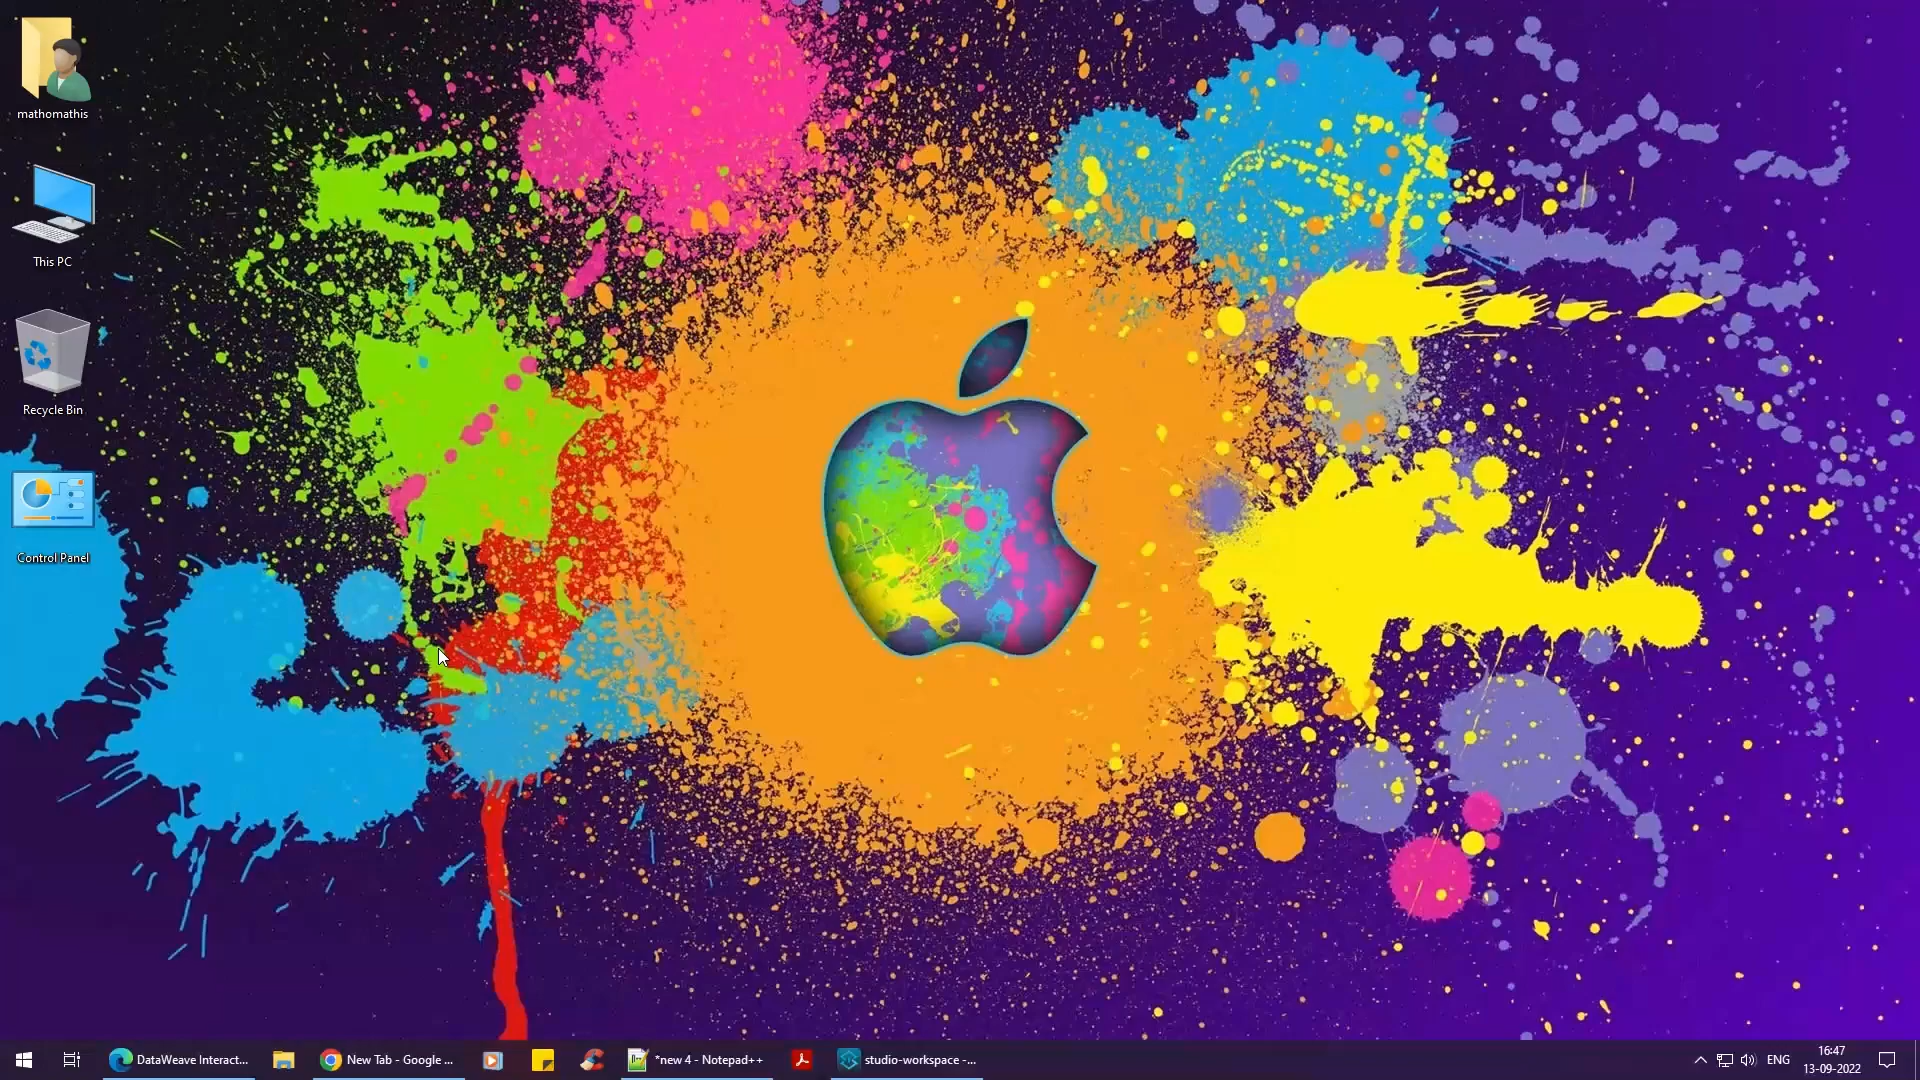 mathomathis
This PC
Recycle Bin
Control Panel
DataWeave Interact...
New Tab - Google ...
*new 4 - Notepad++
studio-workspace -...
ENG
16:47
13-09-2022